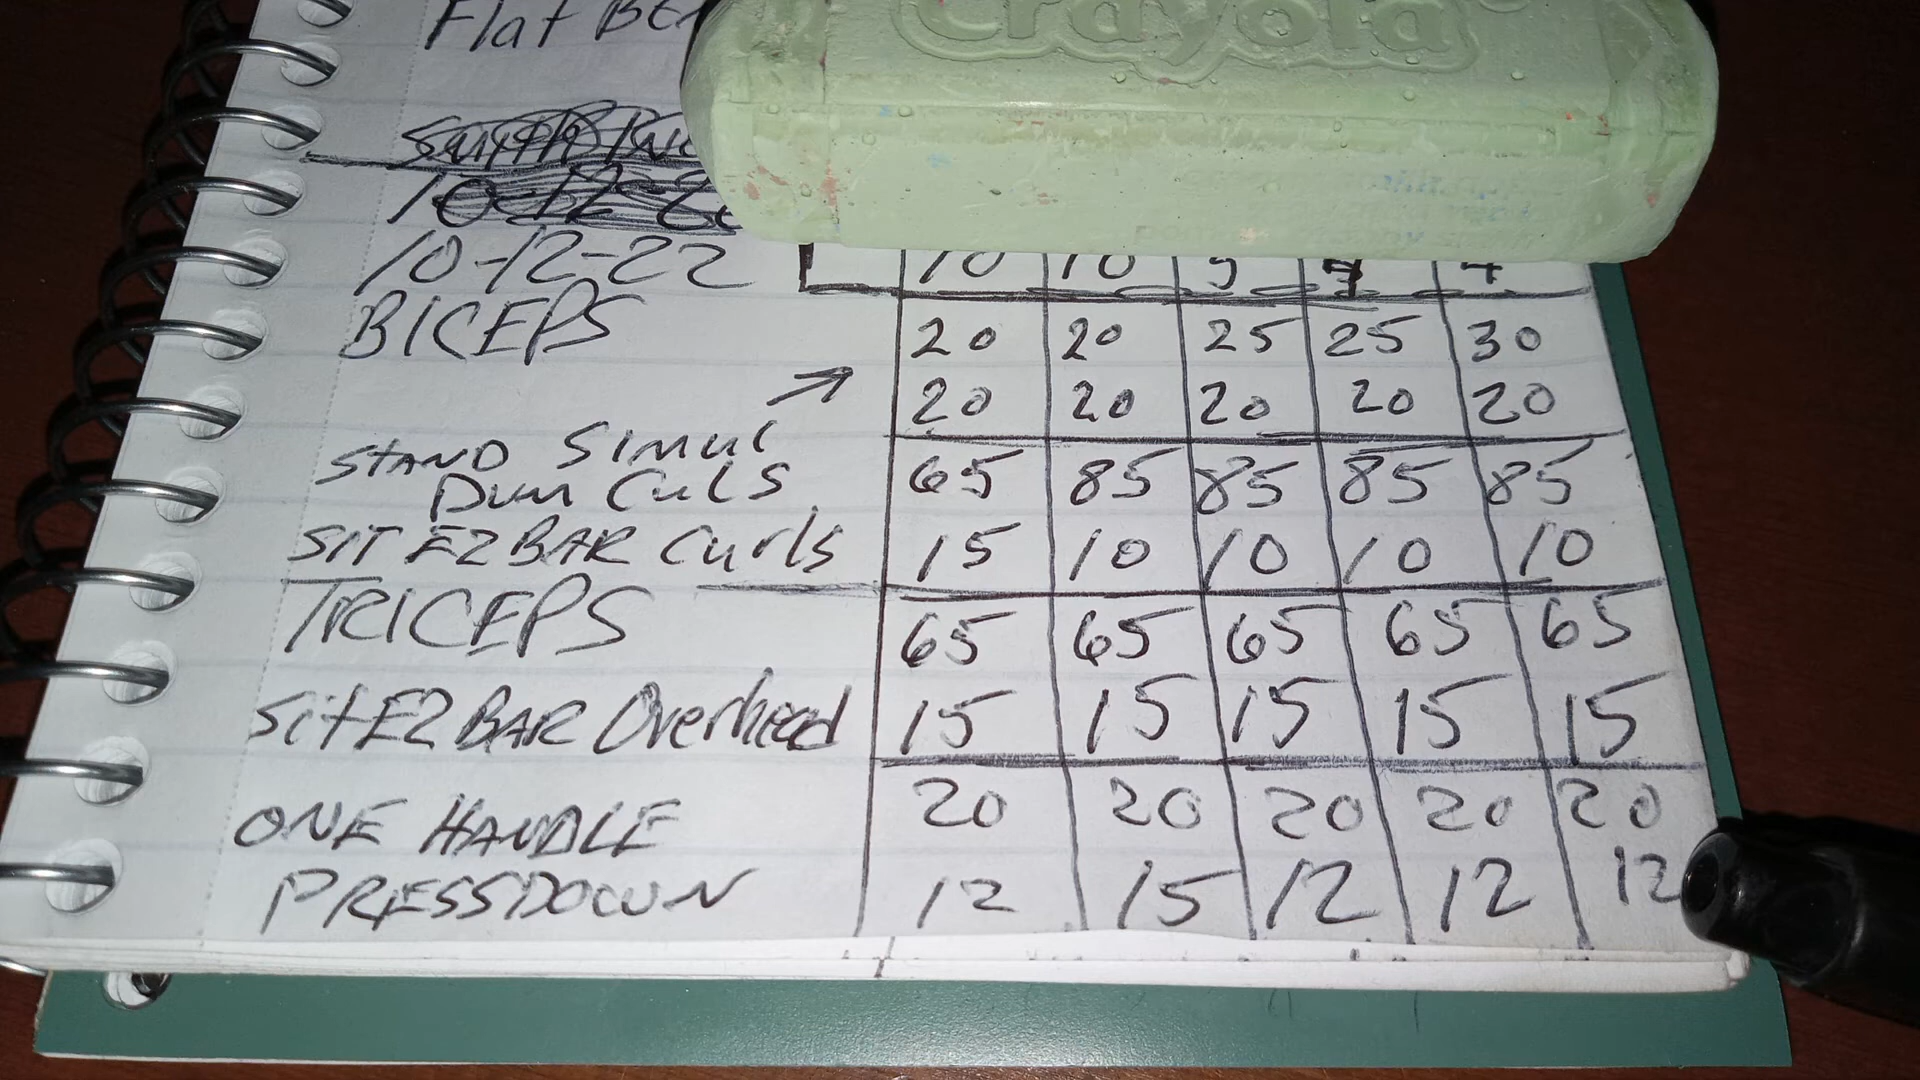 Crayola
Flat
10-12-22 10 10
BICEPS 20 20 25 25 30
20 20 20 20 20
STAND Simul
Dum Culs 65 85 85 85 85
SIT EZ BAR Curls 15 10 10 10 10
TRICEPS 65 65 65 65 65
Sit EZ BAR Overhead 15 15 15 15 15
ONE HANDLE 20 20 20 20 20
PRESSDOWN 12 15 12 12 12